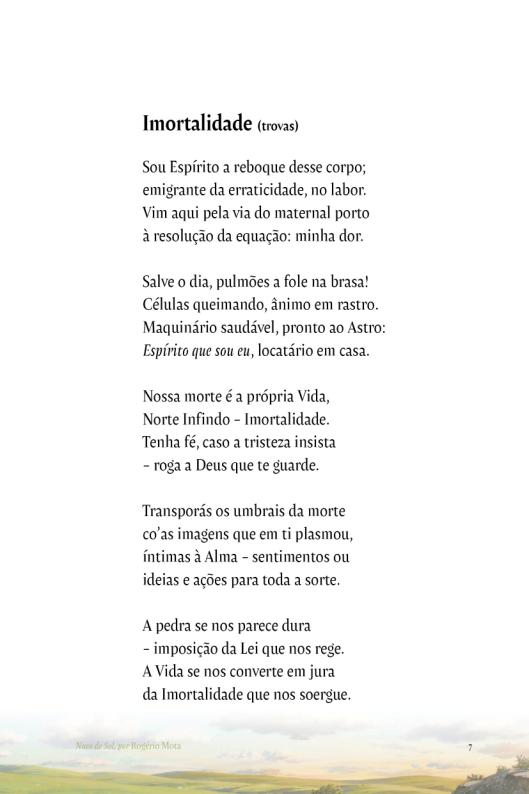 Imortalidade (trovas)
Sou Espírito a reboque desse corpo;
emigrante da erraticidade, no labor.
Vim aqui pela via do maternal porto
à resolução da equação: minha dor.
Salve o dia, pulmões a fole na brasa!
Células queimando, ânimo em rastro.
Maquinário saudável, pronto ao Astro:
Espírito que sou eu, locatário em casa.
Nossa morte é a própria Vida,
Norte Infindo – Imortalidade.
Tenha fé, caso a tristeza insista
– roga a Deus que te guarde.
Transporás os umbrais da morte
co’as imagens que em ti plasmou,
íntimas à Alma – sentimentos ou
ideias e ações para toda a sorte.
A pedra se nos parece dura
– imposição da Lei que nos rege.
A Vida se nos converte em jura
da Imortalidade que nos soergue.
de Sol, por Rogério Mota 7